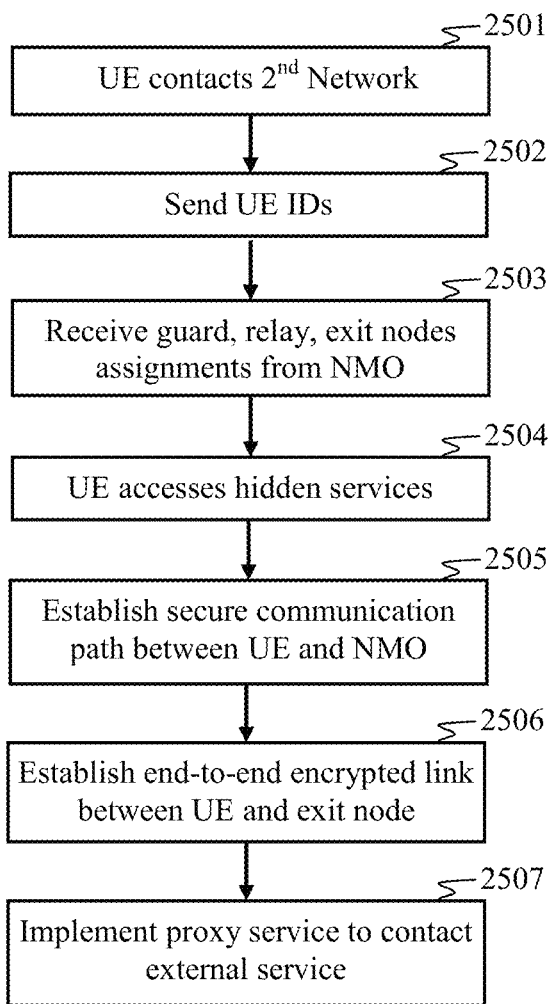 2501
UE contacts 2nd Network
2502
Send UE IDs
2503
Receive guard, relay, exit nodes
assignments from NMO
2504
UE accesses hidden services
2505
Establish secure communication
path between UE and NMO
2506
Establish end-to-end encrypted link
between UE and exit node
2507
Implement proxy service to contact
external service